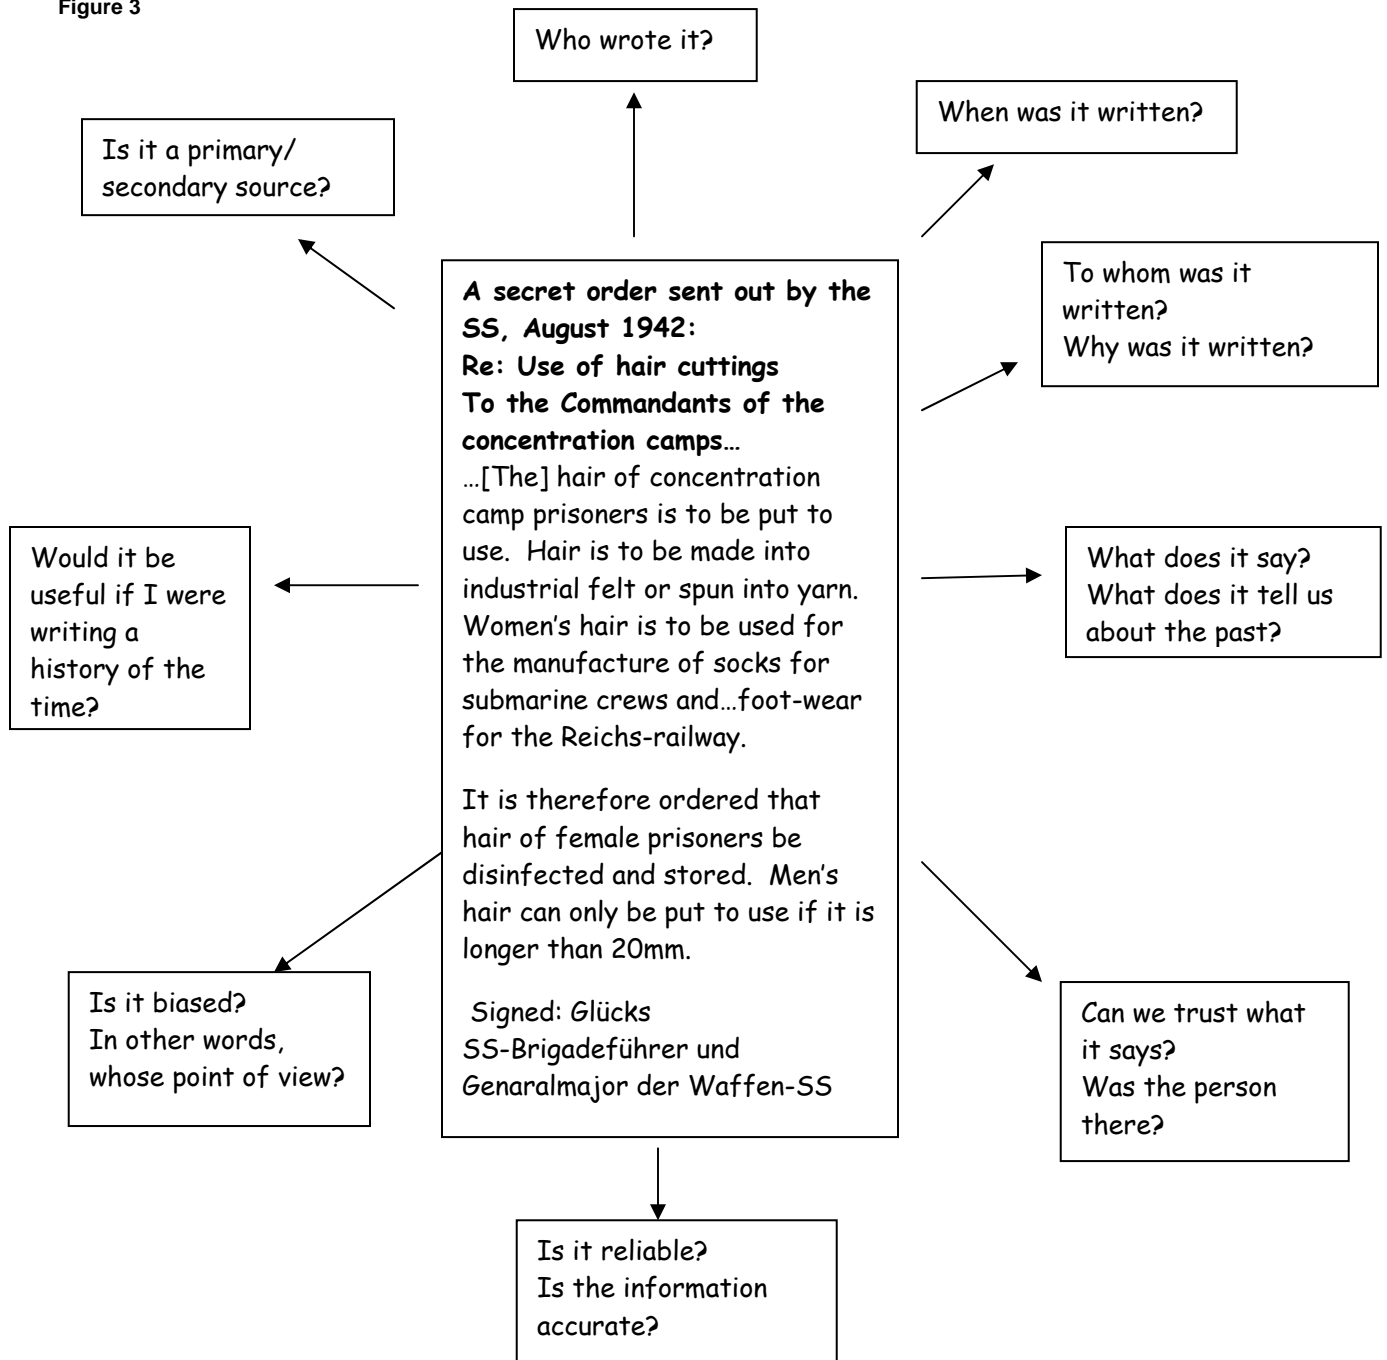 Figure 3
Who wrote it?
When was it written?
Is it a primary/
secondary source?
To whom was it
written?
Why was it written?
A secret order sent out by the
SS, August 1942:
Re: Use of hair cuttings
To the Commandants of the
concentration camps…
…[The] hair of concentration
camp prisoners is to be put to
use.  Hair is to be made into
industrial felt or spun into yarn.
Women's hair is to be used for
the manufacture of socks for
submarine crews and…foot-wear
for the Reichs-railway.
It is therefore ordered that
hair of female prisoners be
disinfected and stored.  Men's
hair can only be put to use if it is
longer than 20mm.
Signed: Glücks
SS-Brigadeführer und
Genaralmajor der Waffen-SS
Would it be
useful if I were
writing a
history of the
time?
What does it say?
What does it tell us
about the past?
Is it biased?
In other words,
whose point of view?
Can we trust what
it says?
Was the person
there?
Is it reliable?
Is the information
accurate?